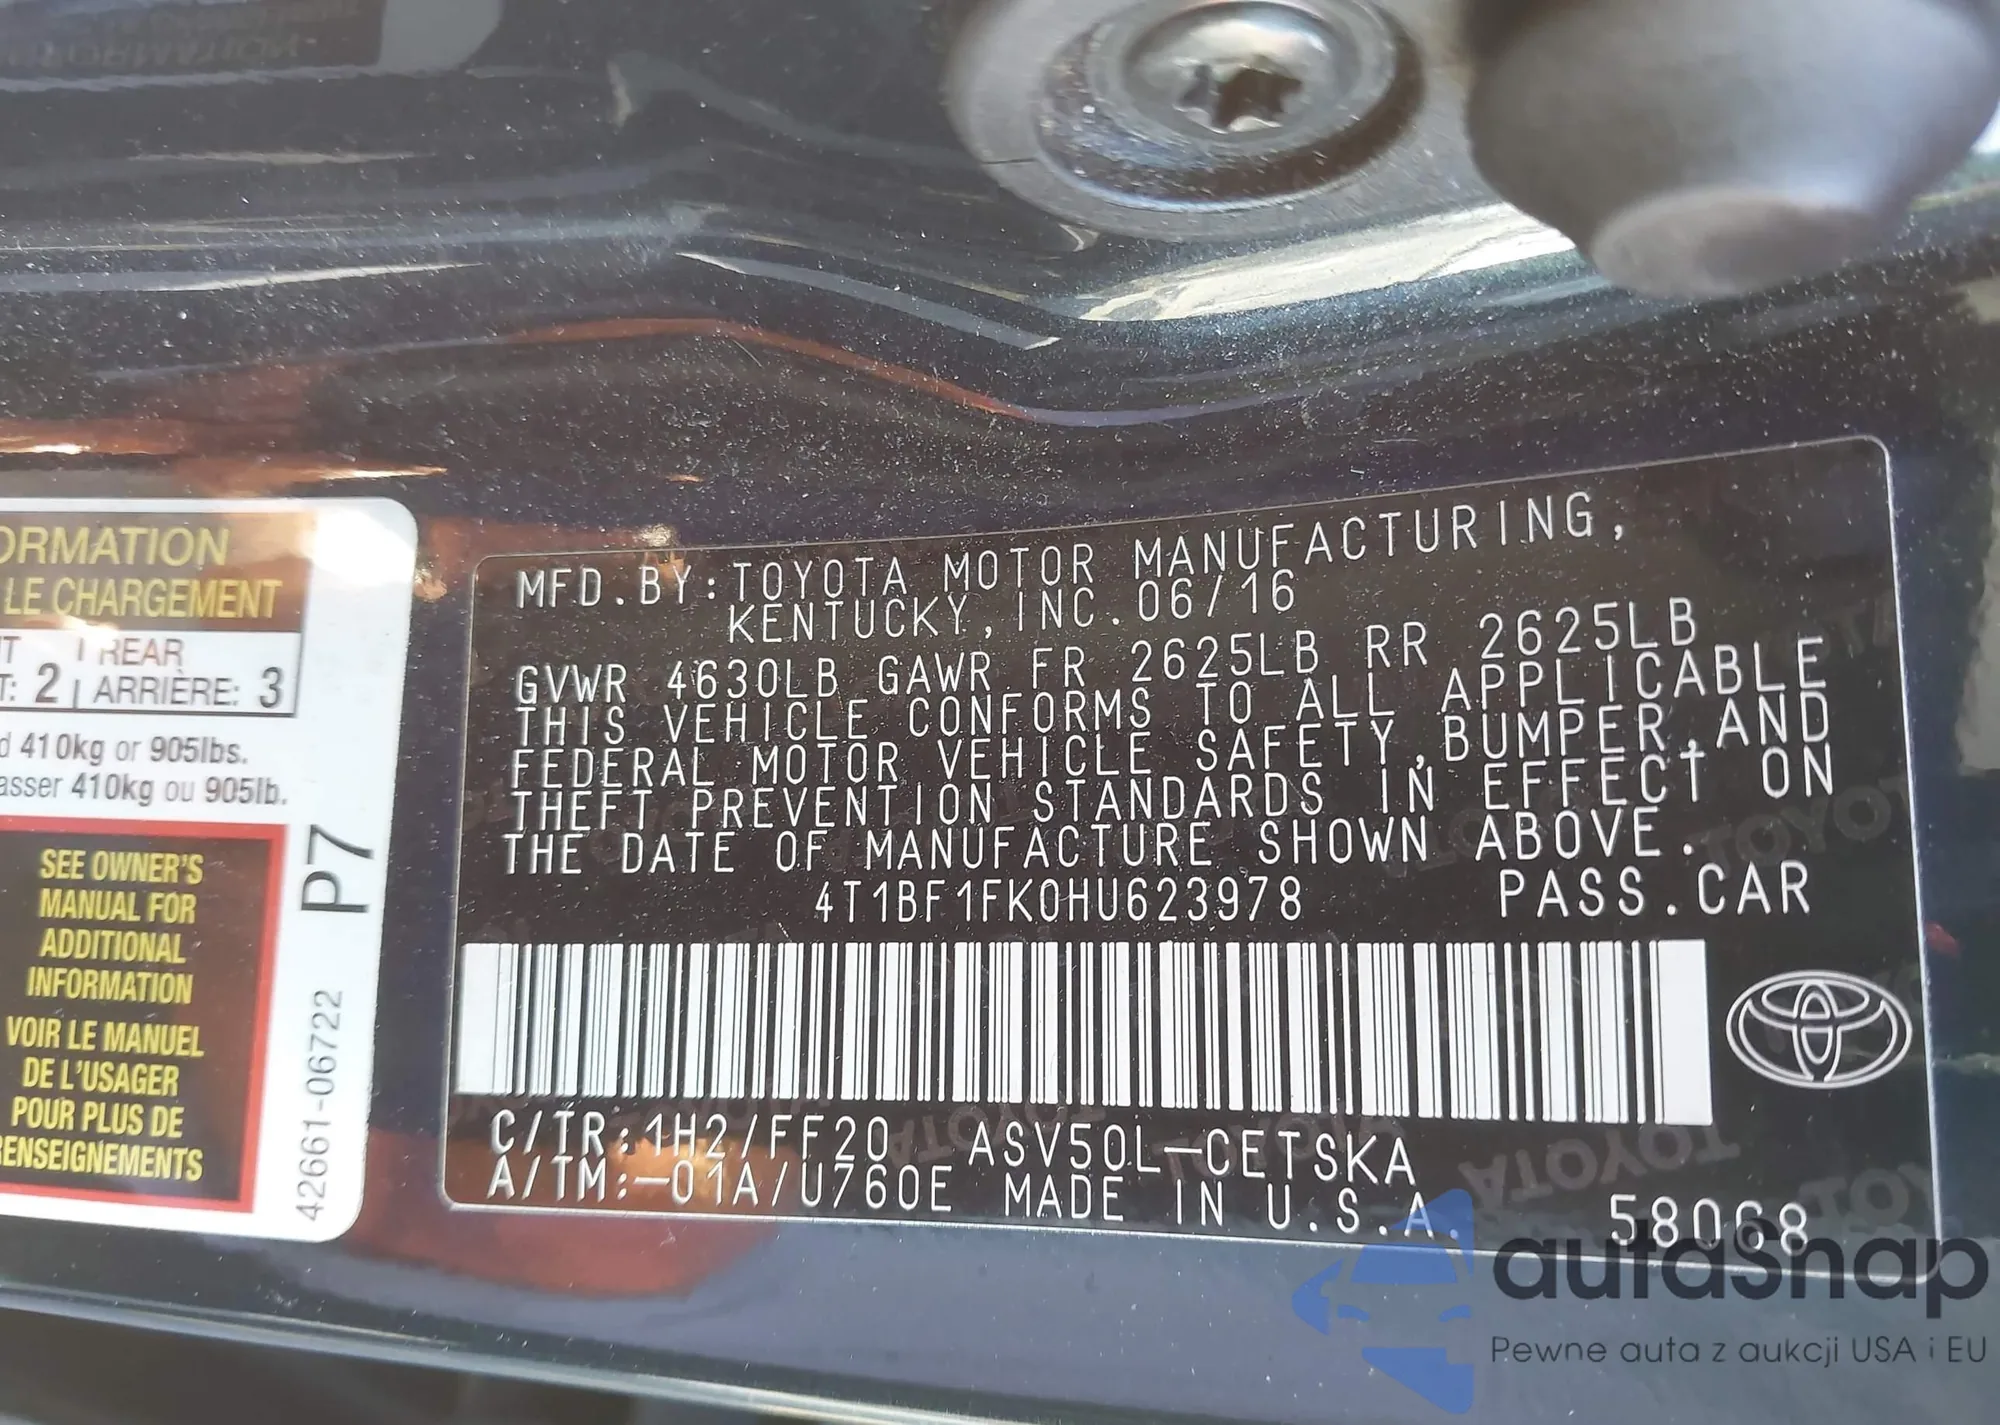 ORMATION
LE CHARGEMENT
REAR
2 | ARRIÈRE: 3
410kg or 905lbs.
asser 410kg ou 905lb.
SEE OWNER'S
MANUAL FOR
ADDITIONAL
INFORMATION
VOIR LE MANUEL
DE L'USAGER
POUR PLUS DE
RENSEIGNEMENTS
P7
42661-06722
MFD.BY:TOYOTA MOTOR MANUFACTURING,
KENTUCKY,INC.06/16
GVWR 4630LB GAWR FR 2625LB RR 2625LB
THIS VEHICLE CONFORMS TO ALL APPLICABLE
FEDERAL MOTOR VEHICLE SAFETY,BUMPER,AND
THEFT PREVENTION STANDARDS IN EFFECT ON
THE DATE OF MANUFACTURE SHOWN ABOVE.
4T1BF1FK0HU623978 PASS.CAR
C/TR:1H2/FF20 ASV50L-CETSKA
A/TM:-01A/U760E MADE IN U.S.A.
58068
autoSnap
Pewne auta z aukcji USA i EU